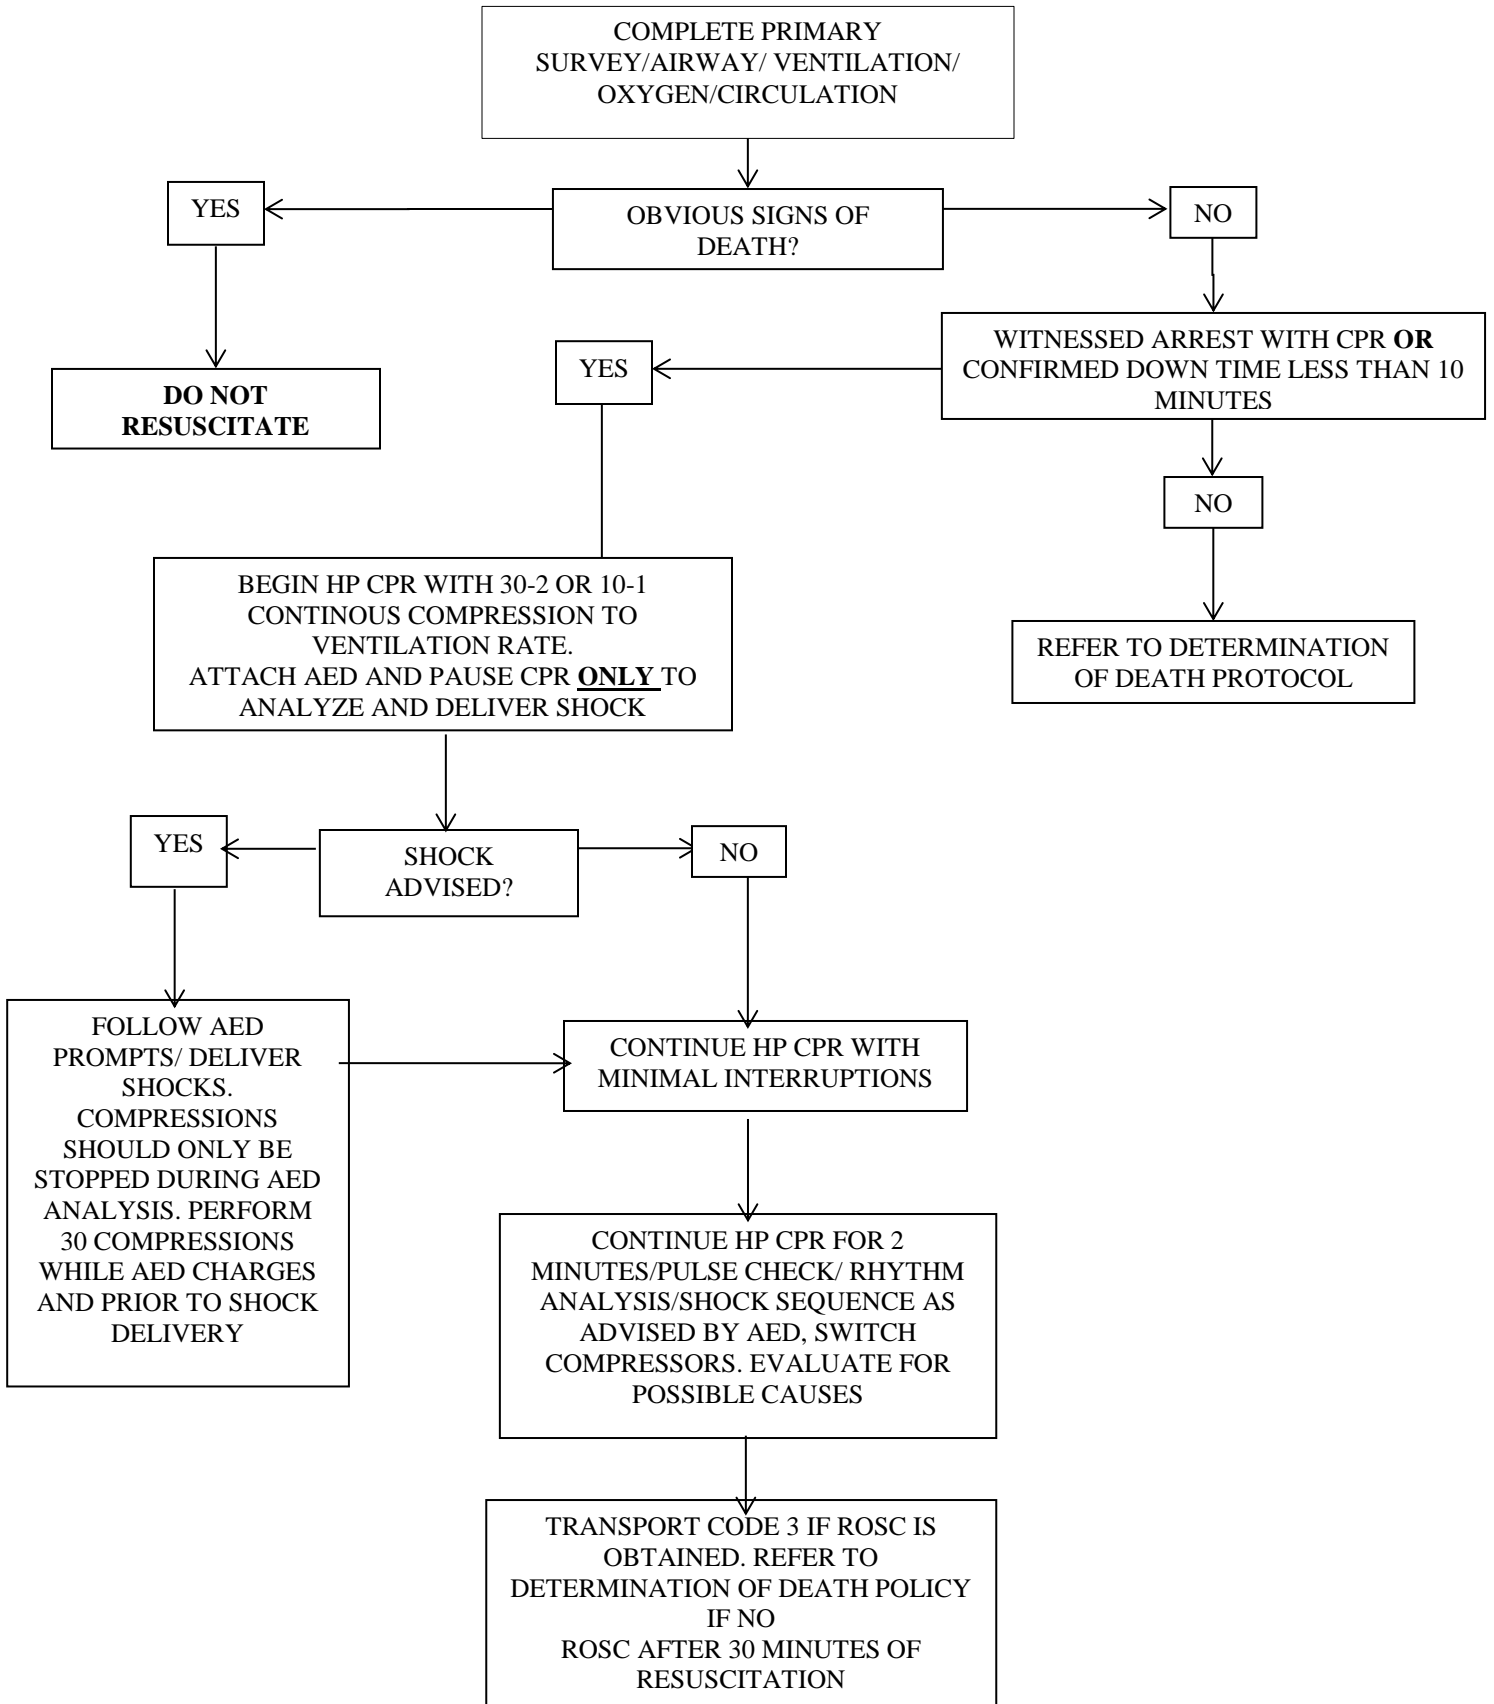 COMPLETE PRIMARY
SURVEY/AIRWAY/ VENTILATION/
OXYGEN/CIRCULATION
YES
OBVIOUS SIGNS OF
DEATH?
NO
WITNESSED ARREST WITH CPR OR
CONFIRMED DOWN TIME LESS THAN 10
MINUTES
YES
DO NOT
RESUSCITATE
NO
BEGIN HP CPR WITH 30-2 OR 10-1
CONTINOUS COMPRESSION TO
VENTILATION RATE.
ATTACH AED AND PAUSE CPR ONLY TO
ANALYZE AND DELIVER SHOCK
REFER TO DETERMINATION
OF DEATH PROTOCOL
YES
SHOCK
ADVISED?
NO
FOLLOW AED
PROMPTS/ DELIVER
SHOCKS.
COMPRESSIONS
SHOULD ONLY BE
STOPPED DURING AED
ANALYSIS. PERFORM
30 COMPRESSIONS
WHILE AED CHARGES
AND PRIOR TO SHOCK
DELIVERY
CONTINUE HP CPR WITH
MINIMAL INTERRUPTIONS
CONTINUE HP CPR FOR 2
MINUTES/PULSE CHECK/ RHYTHM
ANALYSIS/SHOCK SEQUENCE AS
ADVISED BY AED, SWITCH
COMPRESSORS. EVALUATE FOR
POSSIBLE CAUSES
TRANSPORT CODE 3 IF ROSC IS
OBTAINED. REFER TO
DETERMINATION OF DEATH POLICY
IF NO
ROSC AFTER 30 MINUTES OF
RESUSCITATION